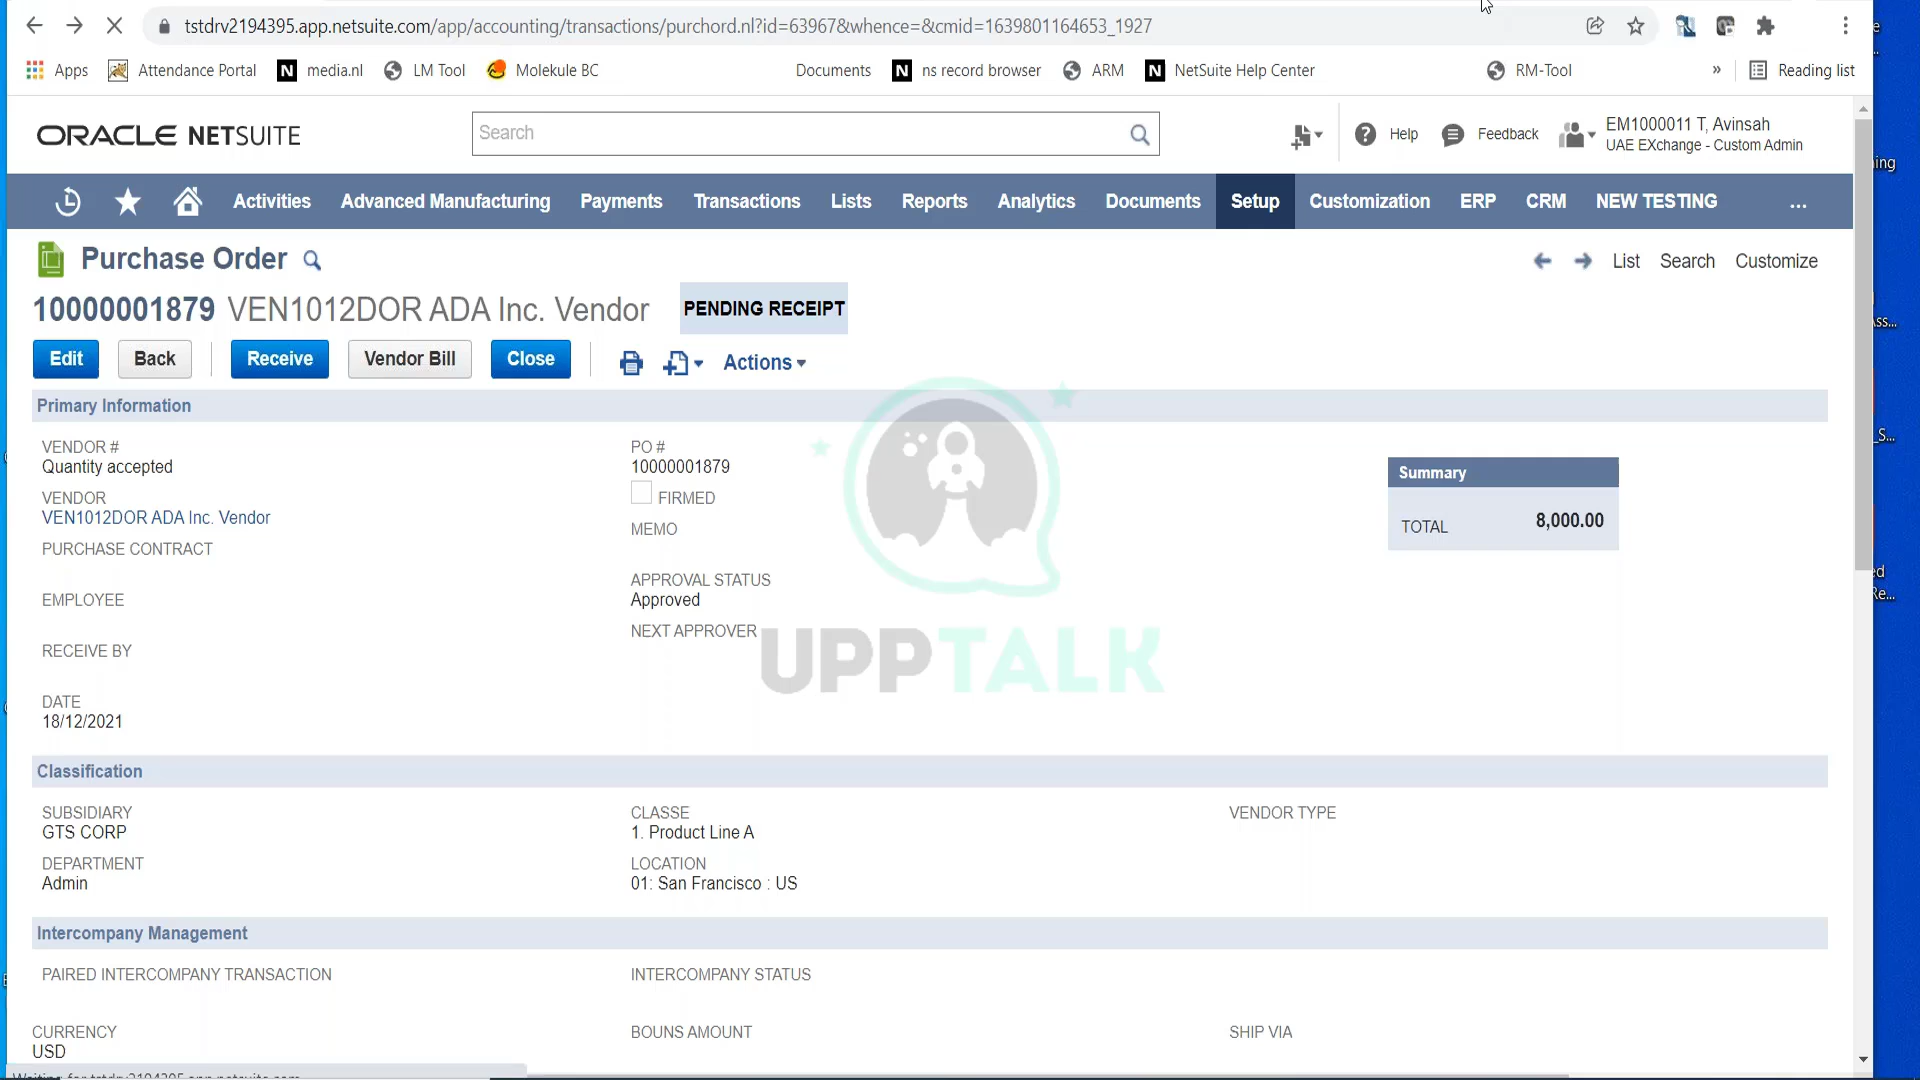 tstdrv2194395.app.netsuite.com/app/accounting/transactions/purchord.nl?id=63967&whence=&cmid=1639801164653_1927
Apps Attendance Portal N media.nl LM Tool Molekule BC Documents N ns record browser ARM N NetSuite Help Center RM-Tool » Reading list
ORACLE NETSUITE Search Help Feedback EM1000011 T, Avinsah
UAE EXchange - Custom Admin
Activities Advanced Manufacturing Payments Transactions Lists Reports Analytics Documents Setup Customization ERP CRM NEW TESTING ...
Purchase Order List Search Customize
10000001879 VEN1012DOR ADA Inc. Vendor PENDING RECEIPT
Edit Back Receive Vendor Bill Close Actions
Primary Information
VENDOR #
Quantity accepted
VENDOR
VEN1012DOR ADA Inc. Vendor
PURCHASE CONTRACT
EMPLOYEE
RECEIVE BY
DATE
18/12/2021
PO #
10000001879
FIRMED
MEMO
APPROVAL STATUS
Approved
NEXT APPROVER
Summary
TOTAL 8,000.00
UPPTALK
Classification
SUBSIDIARY
GTS CORP
DEPARTMENT
Admin
CLASSE
1. Product Line A
LOCATION
01: San Francisco : US
VENDOR TYPE
Intercompany Management
PAIRED INTERCOMPANY TRANSACTION
INTERCOMPANY STATUS
CURRENCY
USD
BOUNS AMOUNT
SHIP VIA